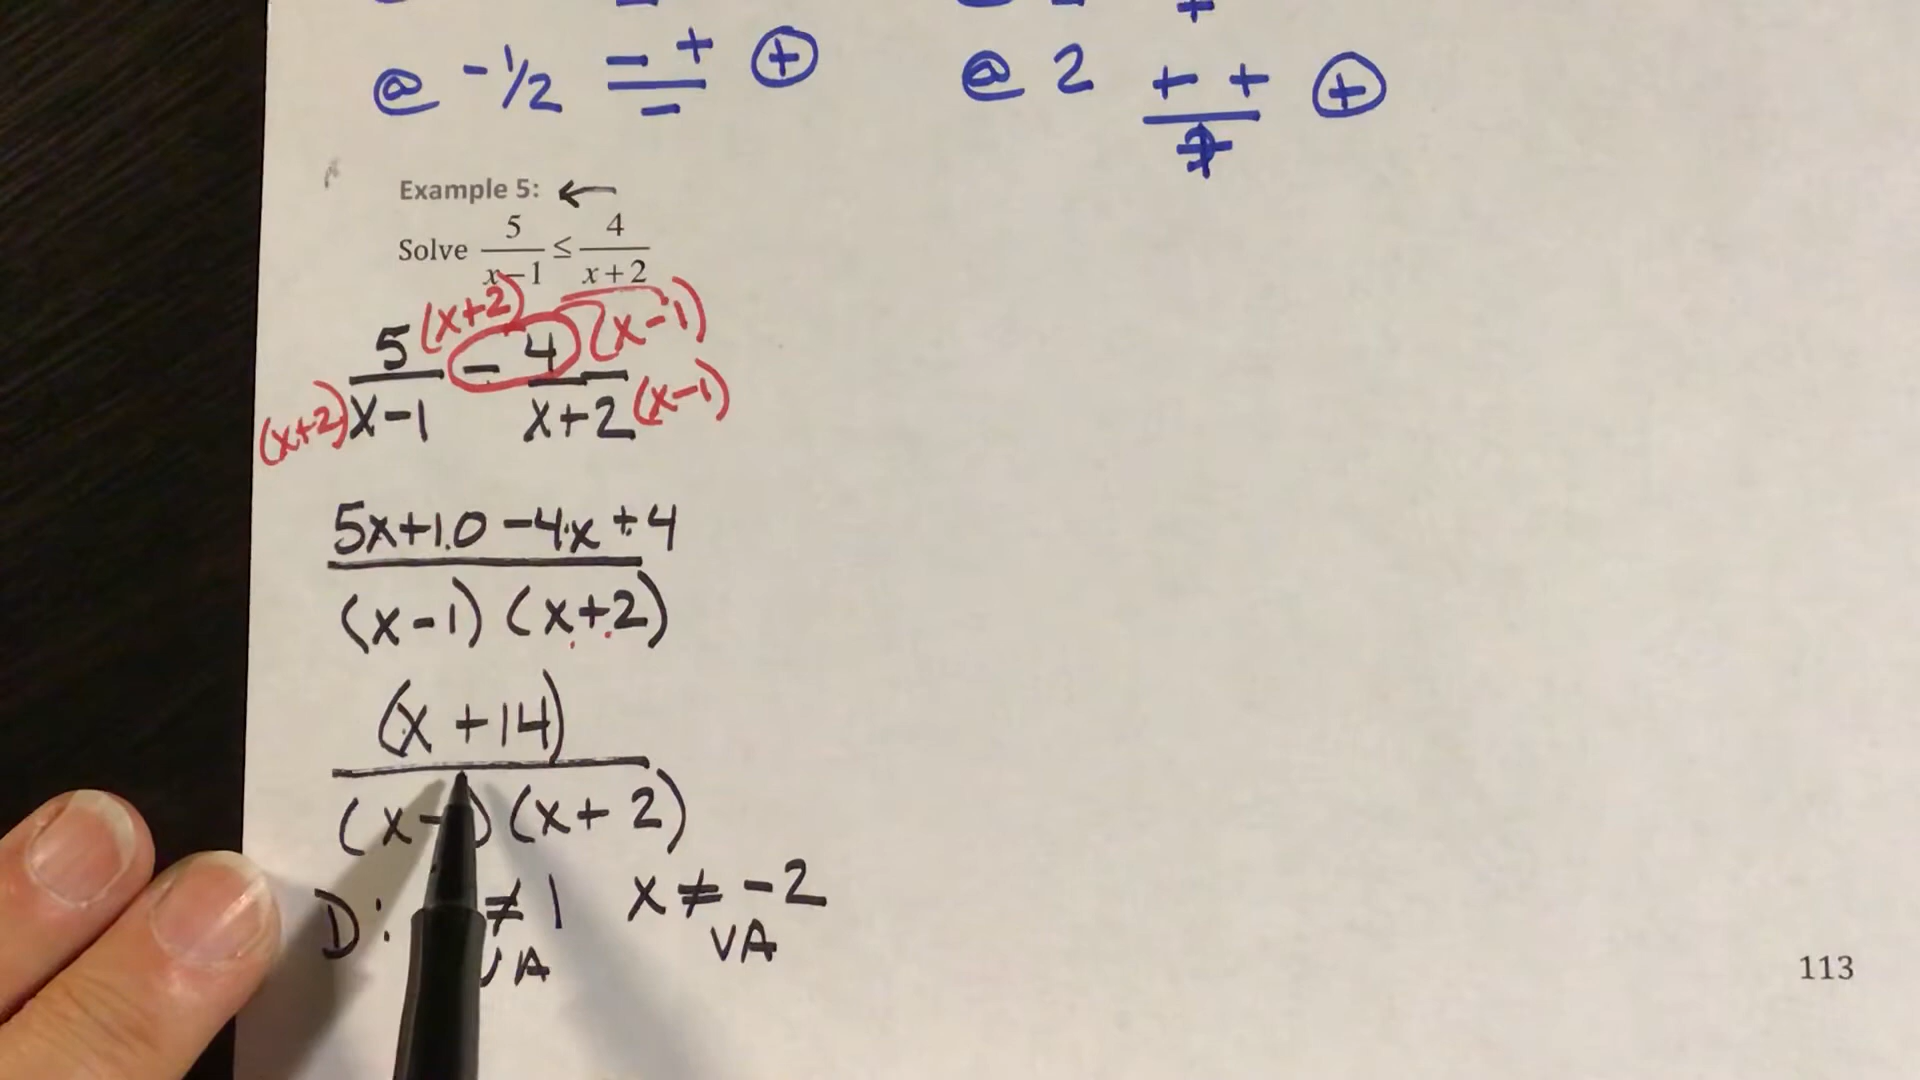 @ -1/2 - + + @ 2 + + +
- +
Example 5: ←
Solve 5/(x-1) ≤ 4/(x+2)
5 (x+2) - 4 (x-1)
(x+2) x-1 x+2 (x-1)
5x+10 -4x +4
(x-1) (x+2)
(x +14)
(x- ) (x+ 2)
D: ≠ 1 x ≠ -2
VA VA
113